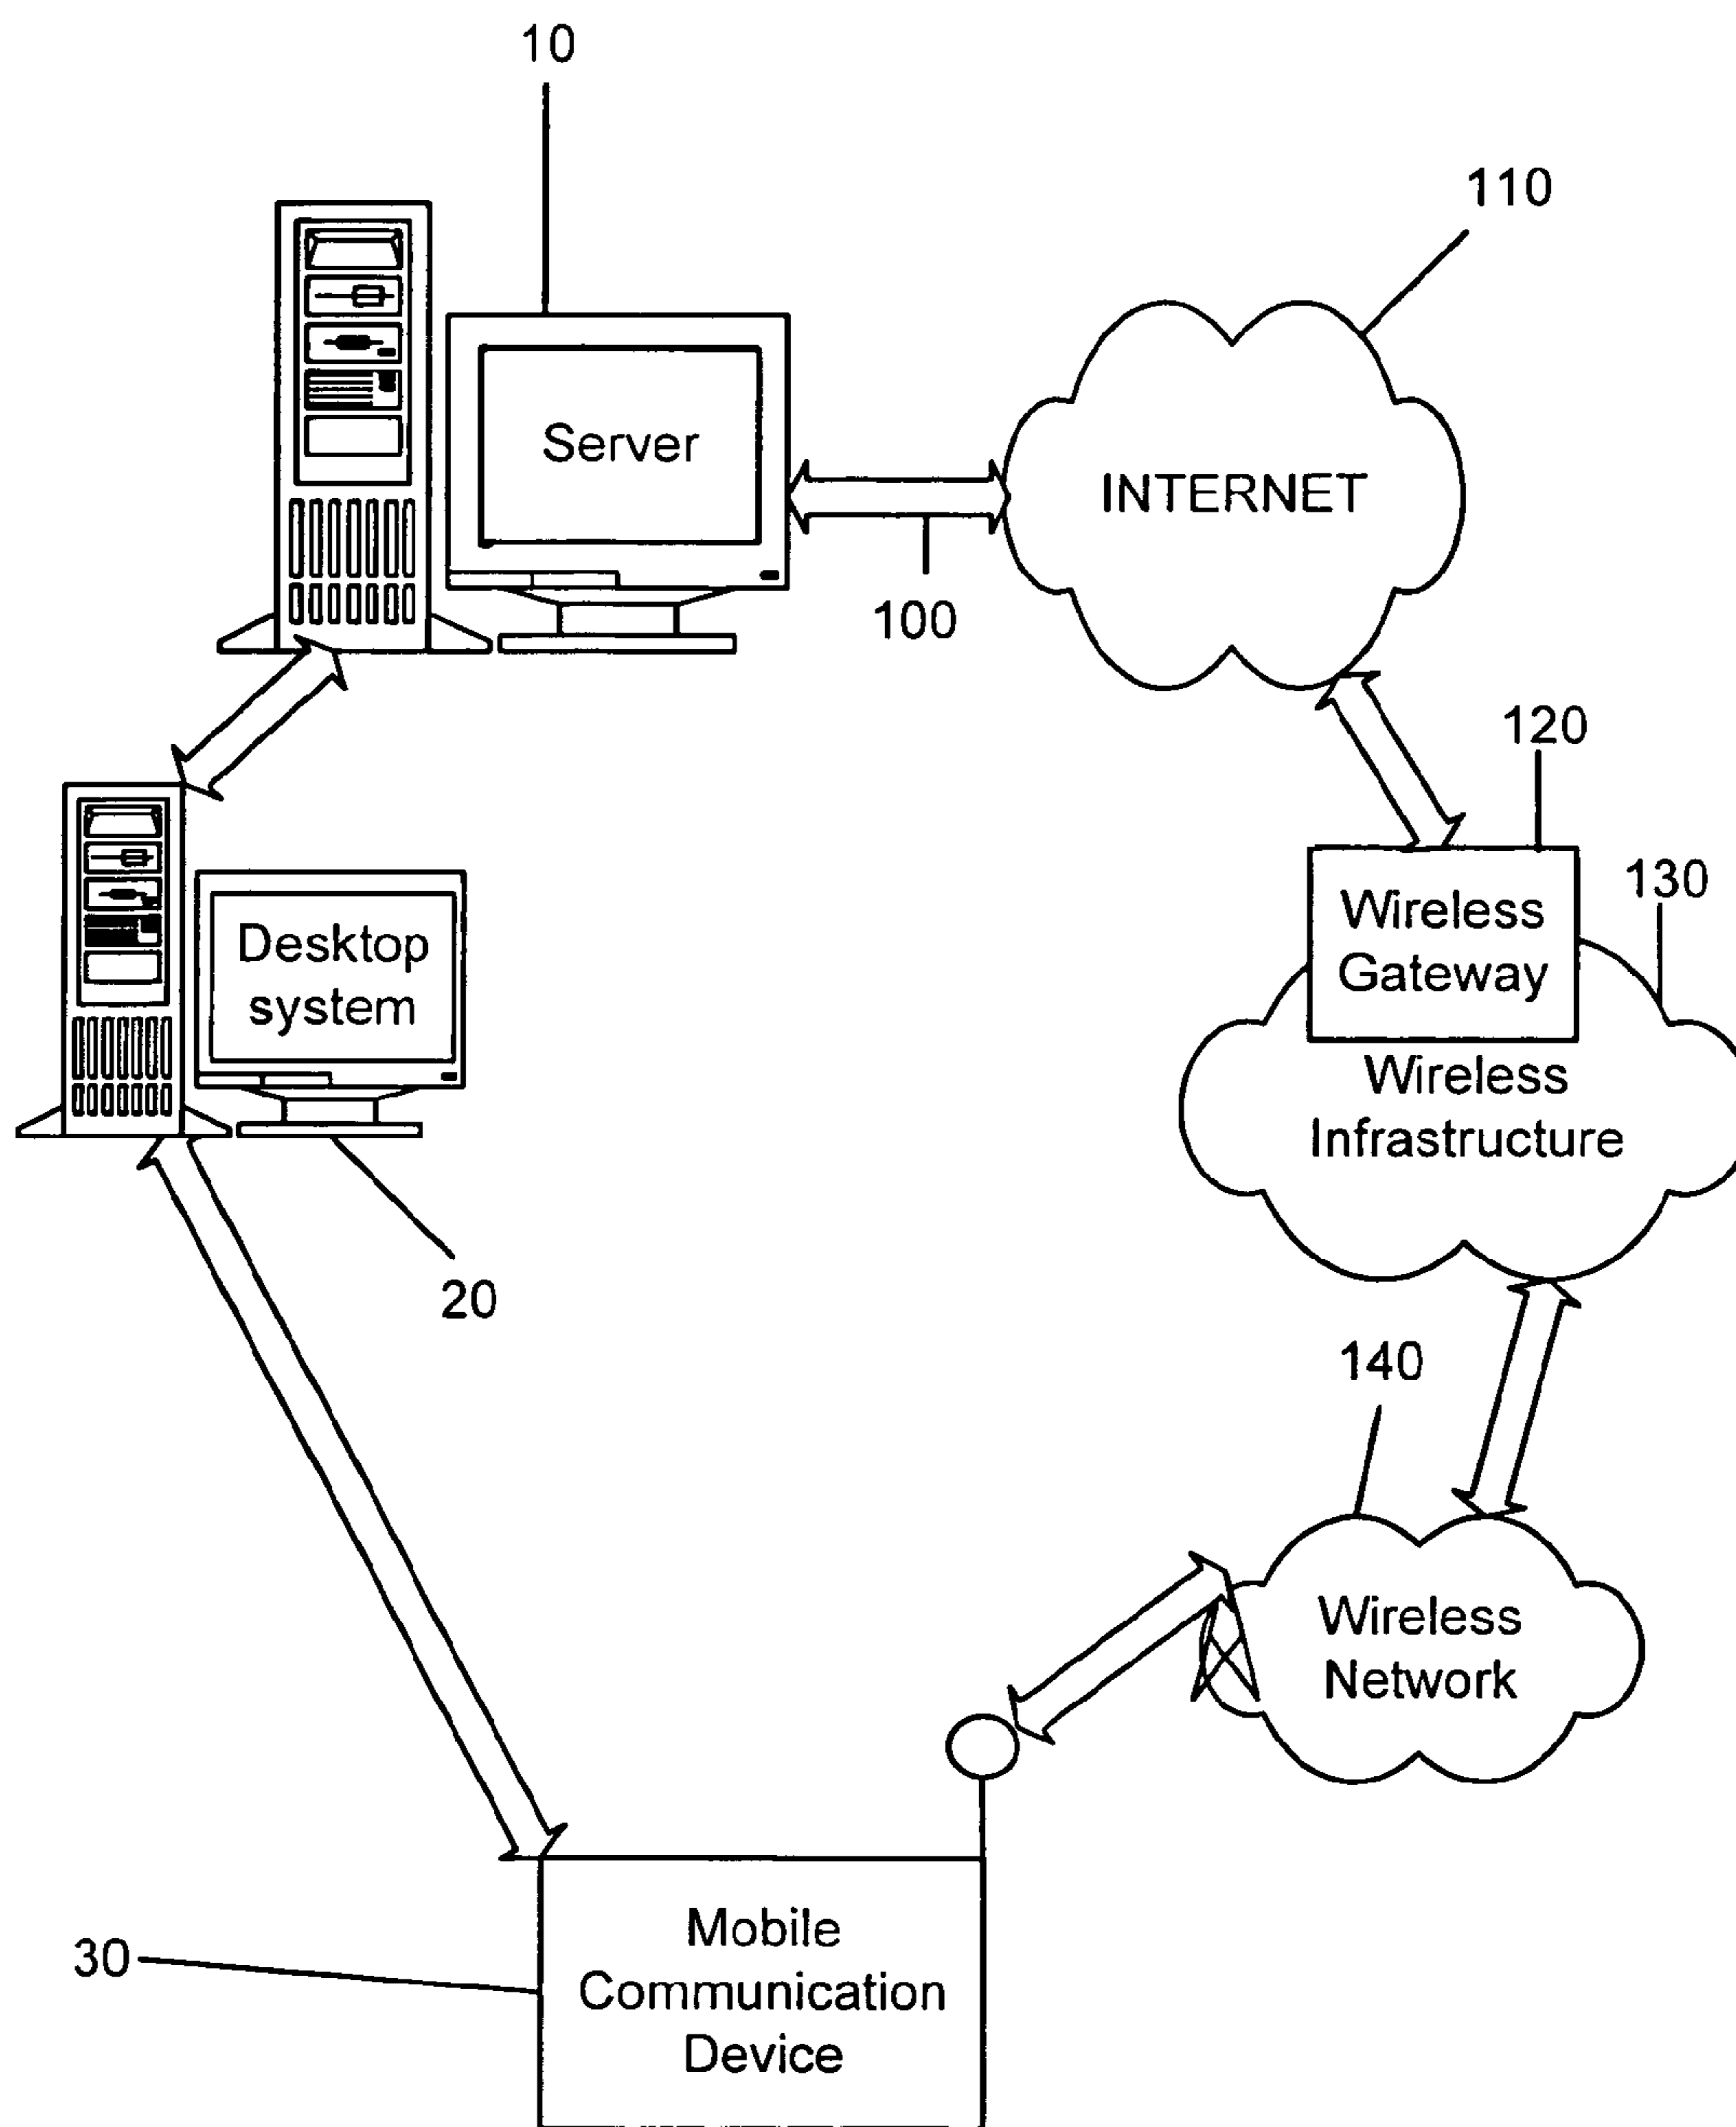 10
110
Server
INTERNET
100
120
130
Wireless
Gateway
Desktop
system
Wireless
Infrastructure
20
140
Wireless
Network
30
Mobile
Communication
Device